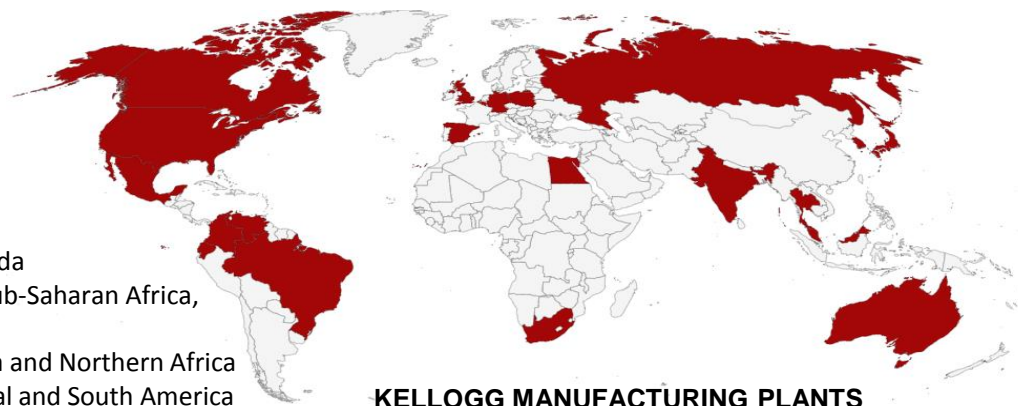 da
ub-Saharan Africa,
and Northern Africa
al and South America
KELLOGG MANUFACTURING PLANTS